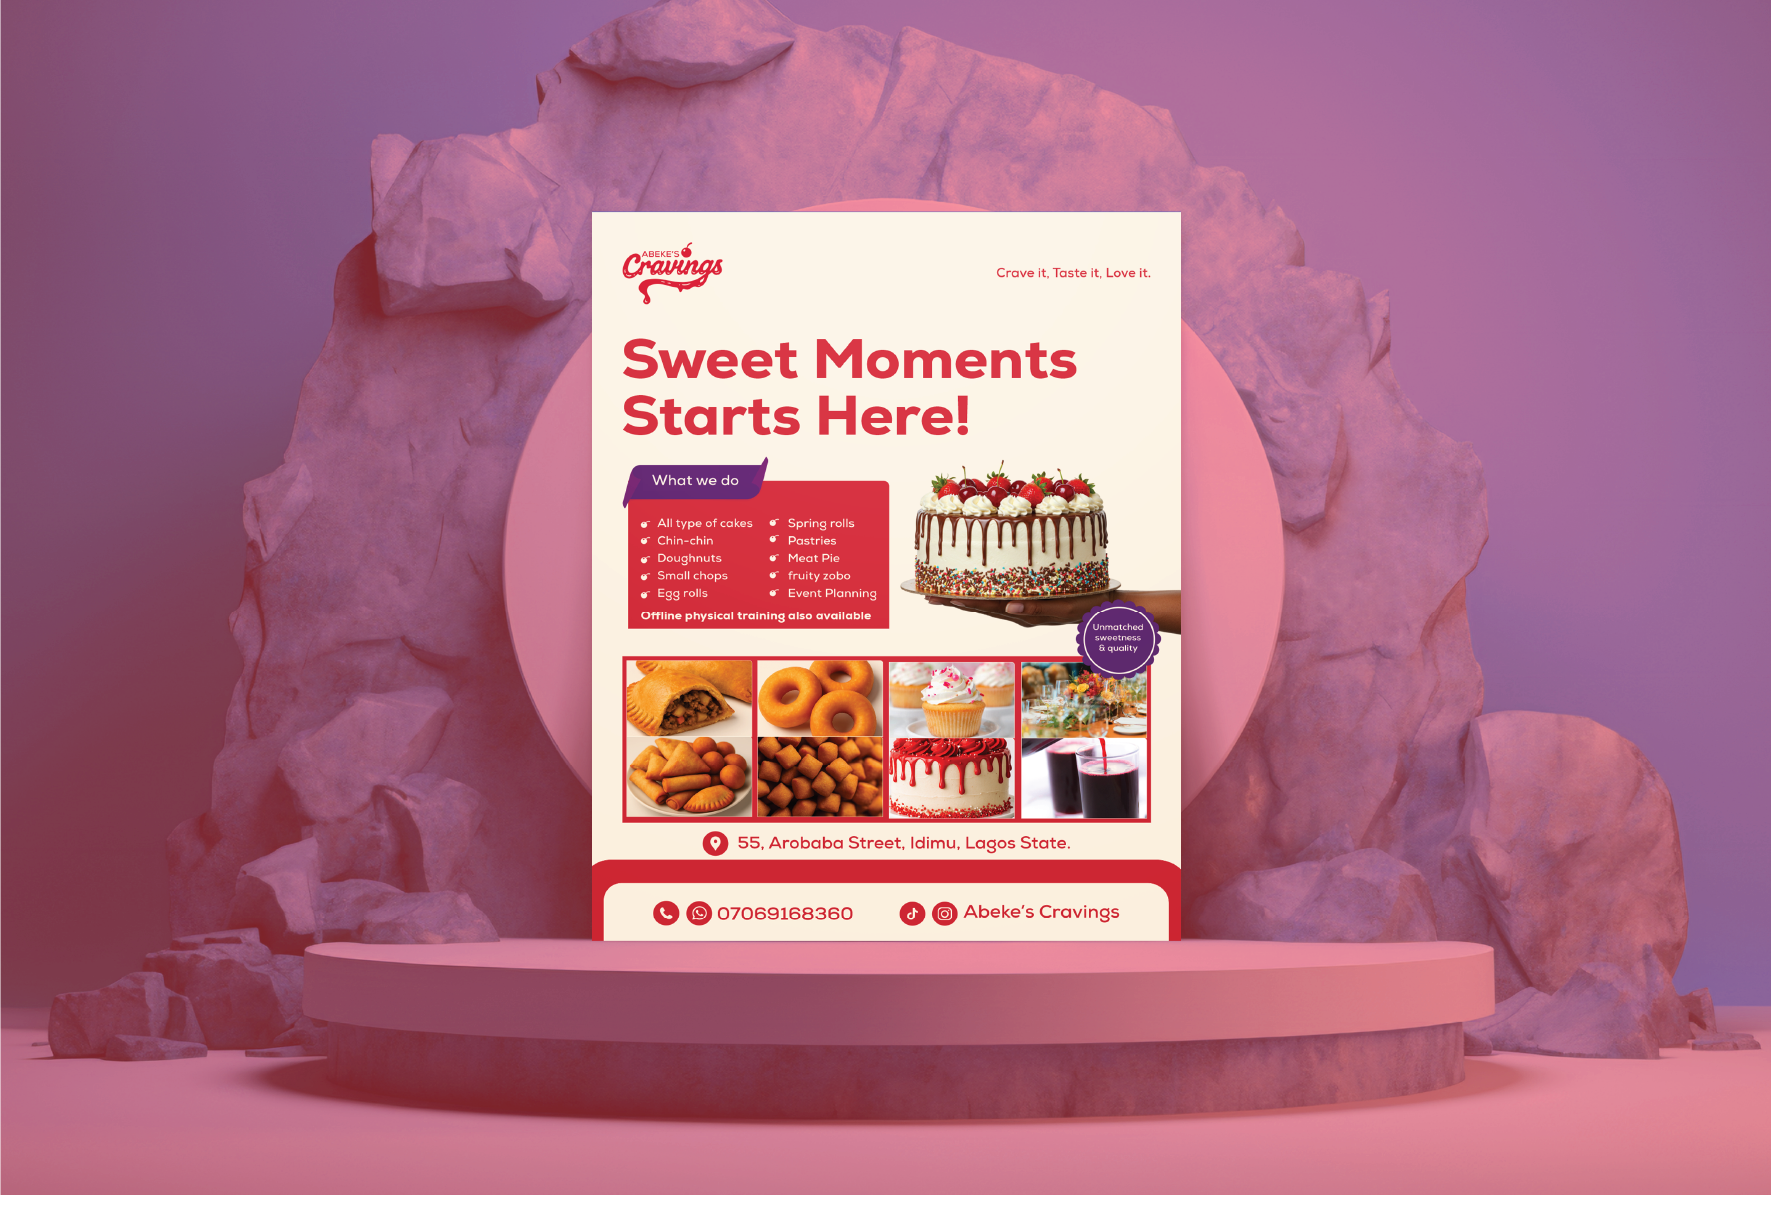 ABEKE'S
Cravings
Crave it, Taste it, Love it.
Sweet Moments
Starts Here!
What we do
All type of cakes
Chin-chin
Doughnuts
Small chops
Egg rolls
Spring rolls
Pastries
Meat Pie
fruity zobo
Event Planning
Offline physical training also available
Unmatched
sweetness
& quality
55, Arobaba Street, Idimu, Lagos State.
07069168360
Abeke's Cravings